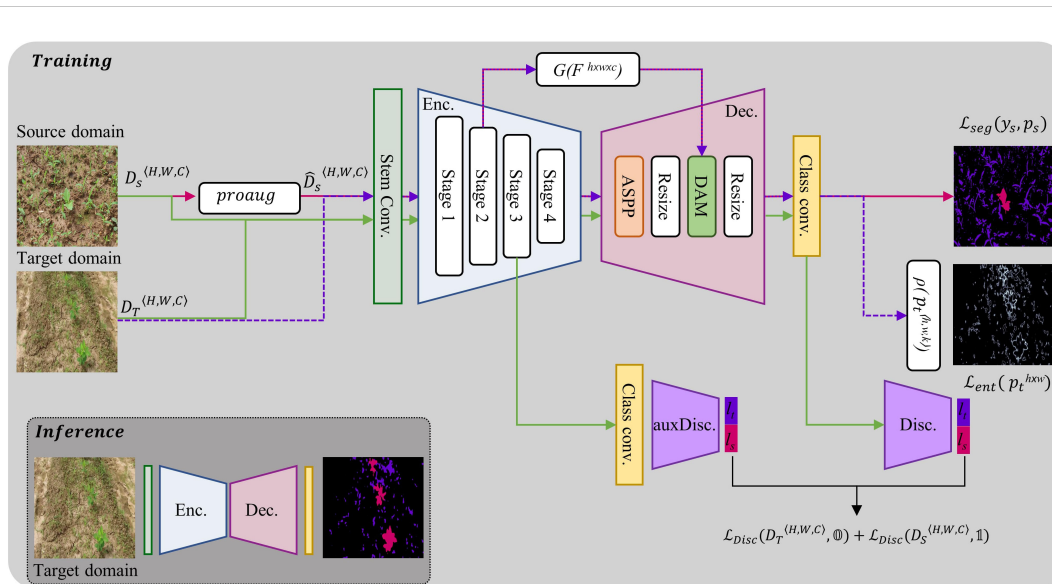 Training
Source domain
D_s^⟨H,W,C⟩
proaug
D̂_s^⟨H,W,C⟩
Target domain
D_T^⟨H,W,C⟩
Stem Conv.
Enc.
Stage 1
Stage 2
Stage 3
Stage 4
G(F^hxwxc)
Dec.
ASPP
Resize
DAM
Resize
Class conv.
ℒ_seg(y_s, p_s)
ρ(p_t^(h,w,k))
ℒ_ent(p_t^hxw)
Class conv.
auxDisc.
l_t
l_s
Disc.
l_t
l_s
ℒ_Disc(D_T^⟨H,W,C⟩, 𝟘) + ℒ_Disc(D_S^⟨H,W,C⟩, 𝟙)
Inference
Enc.
Dec.
Target domain